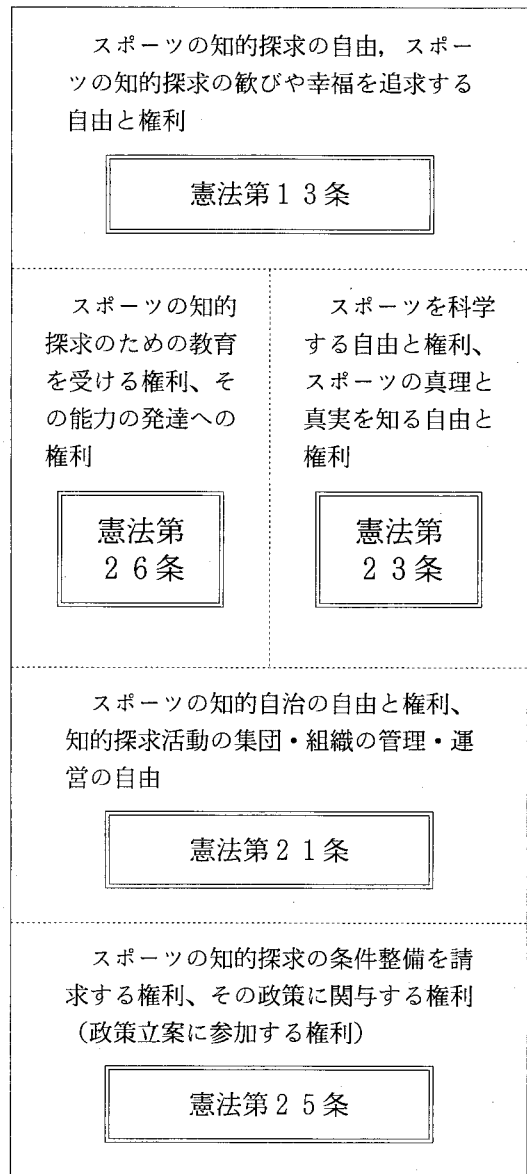 スポーツの知的探求の自由，スポー
ツの知的探求の歓びや幸福を追求する
自由と権利
憲法第１３条
スポーツの知的
探求のための教育
を受ける権利、そ
の能力の発達への
権利
憲法第
２６条
スポーツを科学
する自由と権利、
スポーツの真理と
真実を知る自由と
権利
憲法第
２３条
スポーツの知的自治の自由と権利、
知的探求活動の集団・組織の管理・運
営の自由
憲法第２１条
スポーツの知的探求の条件整備を請
求する権利、その政策に関与する権利
（政策立案に参加する権利）
憲法第２５条